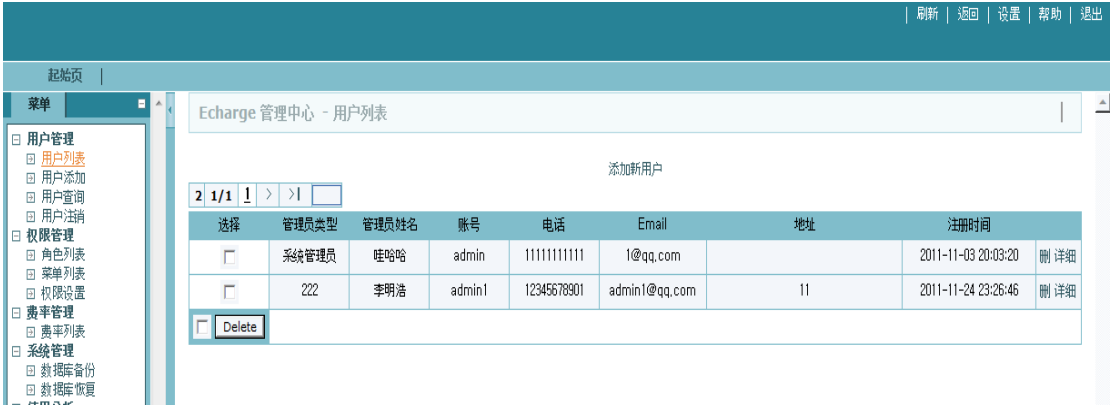 刷新 | 返回 | 设置 | 帮助 | 退出
起始页
菜单
用户管理
用户列表
用户添加
用户查询
用户注销
权限管理
角色列表
菜单列表
权限设置
费率管理
费率列表
系统管理
数据库备份
数据库恢复
Echarge 管理中心 - 用户列表
添加新用户
2 1/1 1 > >|
选择 管理员类型 管理员姓名 账号 电话 Email 地址 注册时间
系统管理员 哇哈哈 admin 11111111111 1@qq.com 2011-11-03 20:03:20 删 详细
222 李明浩 admin1 12345678901 admin1@qq.com 11 2011-11-24 23:26:46 删 详细
Delete